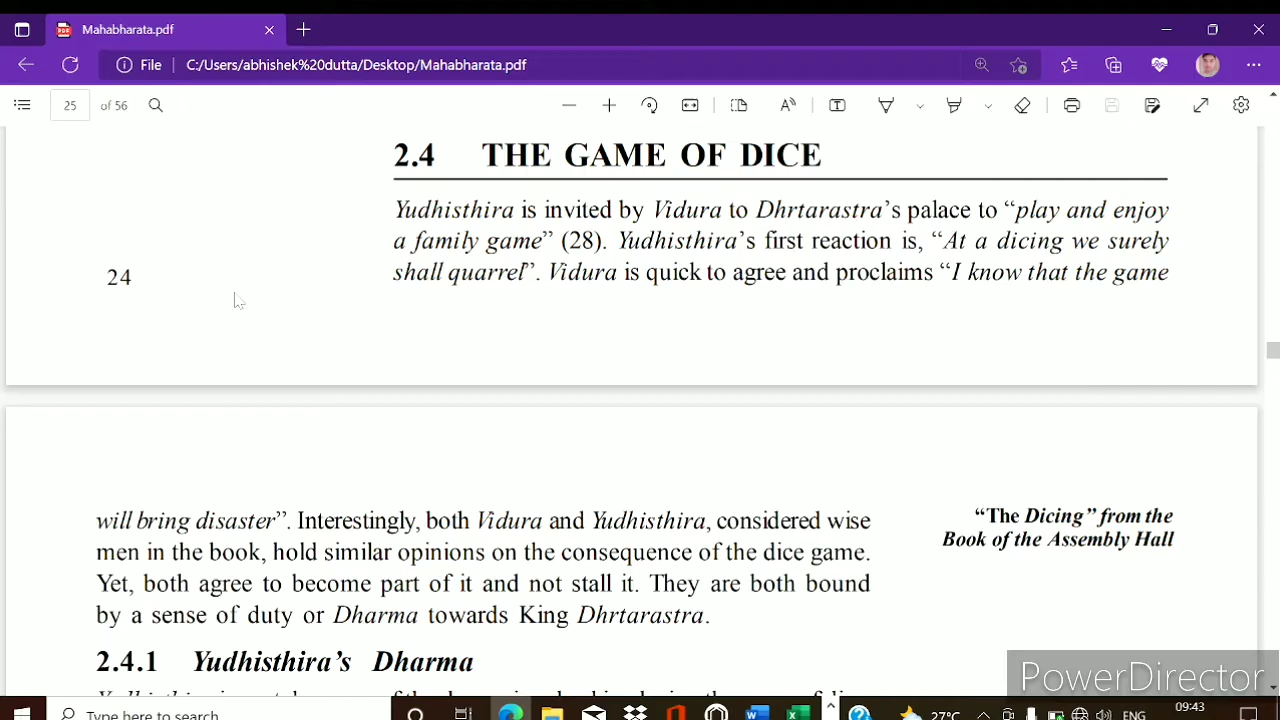 Mahabharata.pdf
File C:/Users/abhishek%20dutta/Desktop/Mahabharata.pdf
25 of 56
2.4 THE GAME OF DICE
Yudhisthira is invited by Vidura to Dhrtarastra's palace to “play and enjoy
a family game” (28). Yudhisthira's first reaction is, “At a dicing we surely
shall quarrel”. Vidura is quick to agree and proclaims “I know that the game
24
will bring disaster”. Interestingly, both Vidura and Yudhisthira, considered wise
men in the book, hold similar opinions on the consequence of the dice game.
Yet, both agree to become part of it and not stall it. They are both bound
by a sense of duty or Dharma towards King Dhrtarastra.
“The Dicing” from the
Book of the Assembly Hall
2.4.1 Yudhisthira's Dharma
PowerDirector
Type here to search
27°C
ENG
09:43